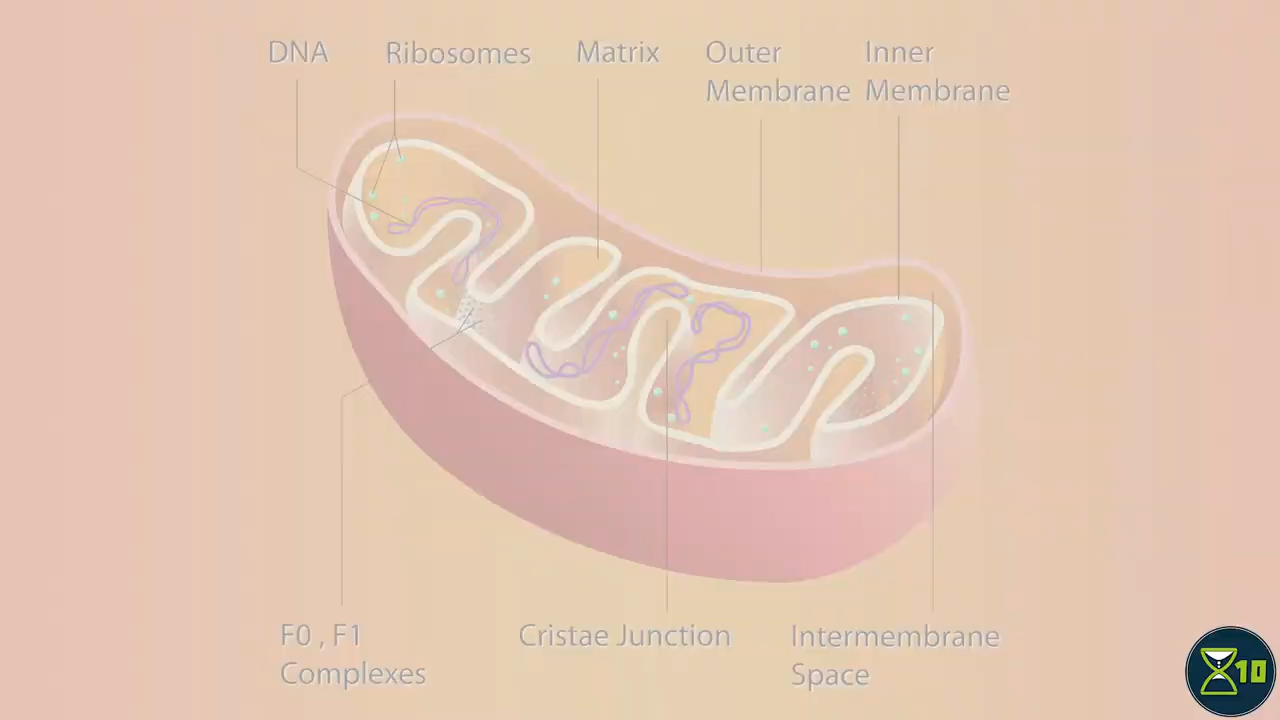 DNA
Ribosomes
Matrix
Outer
Membrane
Inner
Membrane
F0 , F1
Complexes
Cristae Junction
Intermembrane
Space
10